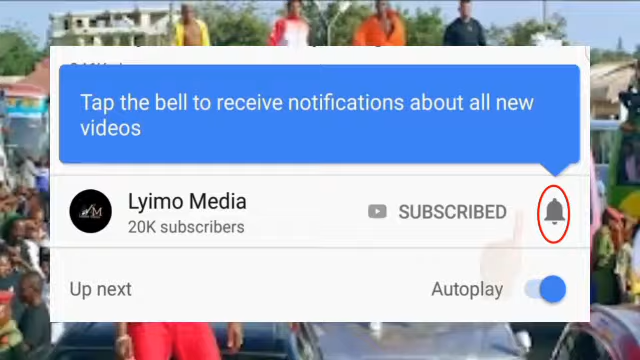 Tap the bell to receive notifications about all new
videos
Lyimo Media
SUBSCRIBED
20K subscribers
Up next
Autoplay